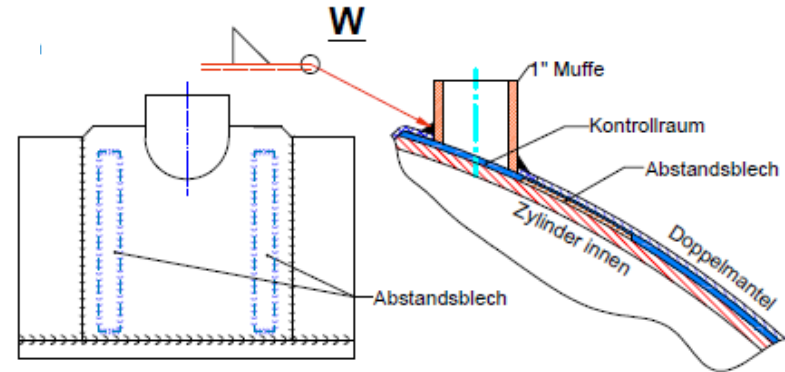 W
1" Muffe
Kontrollraum
Abstandsblech
Zylinder innen
Doppelmantel
Abstandsblech